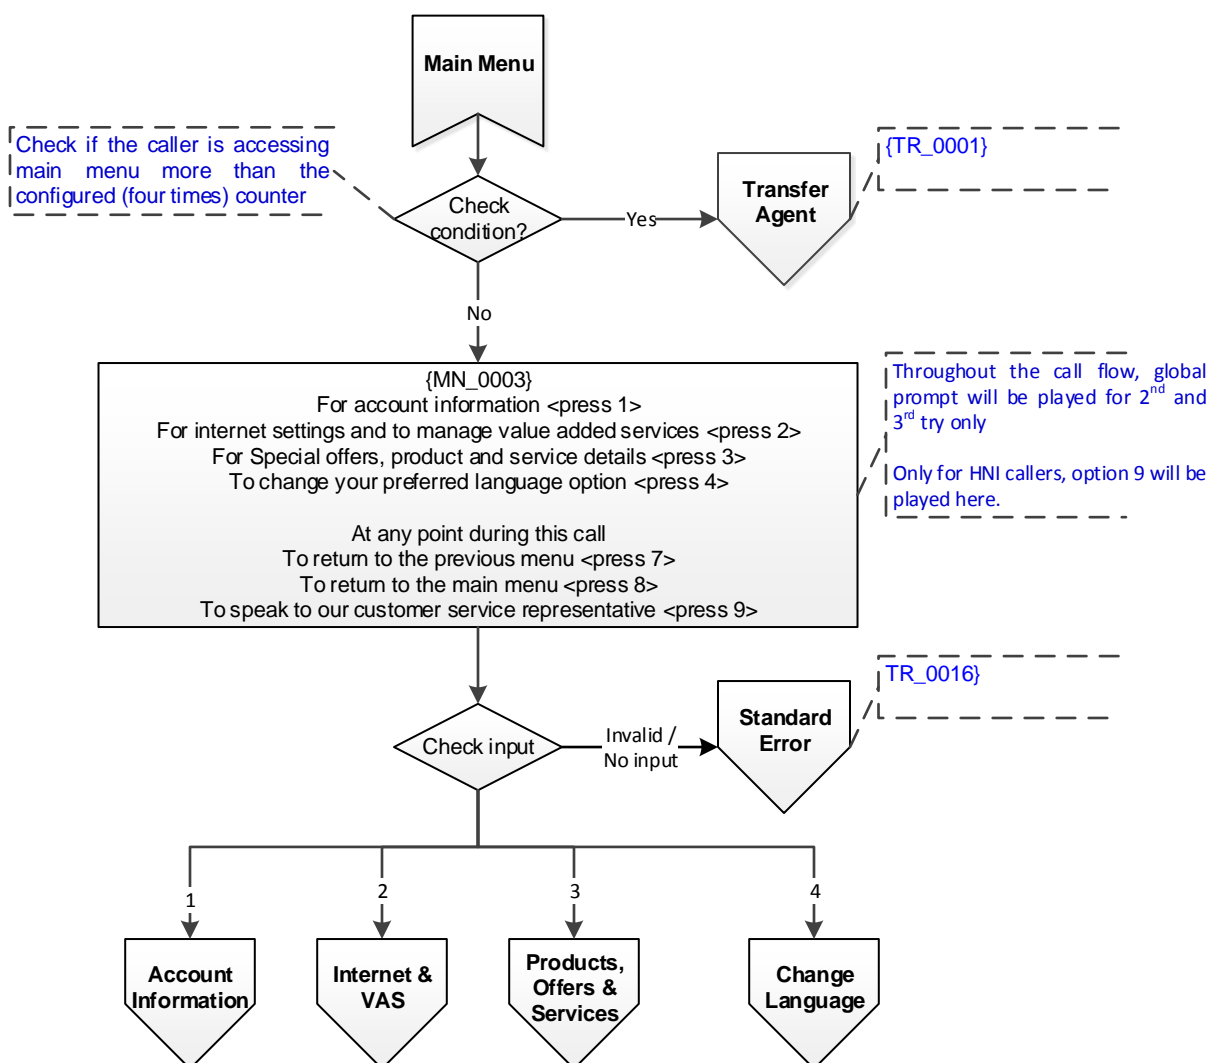 Main Menu
Check if the caller is accessing
main menu more than the
configured (four times) counter
{TR_0001}
Transfer
Agent
Check
condition?
Yes
No
{MN_0003}
For account information <press 1>
For internet settings and to manage value added services <press 2>
For Special offers, product and service details <press 3>
To change your preferred language option <press 4>
At any point during this call
To return to the previous menu <press 7>
To return to the main menu <press 8>
To speak to our customer service representative <press 9>
Throughout the call flow, global
prompt will be played for 2nd and
3rd try only
Only for HNI callers, option 9 will be
played here.
TR_0016}
Standard
Error
Check input
Invalid /
No input
1
2
3
4
Account
Information
Internet &
VAS
Products,
Offers &
Services
Change
Language